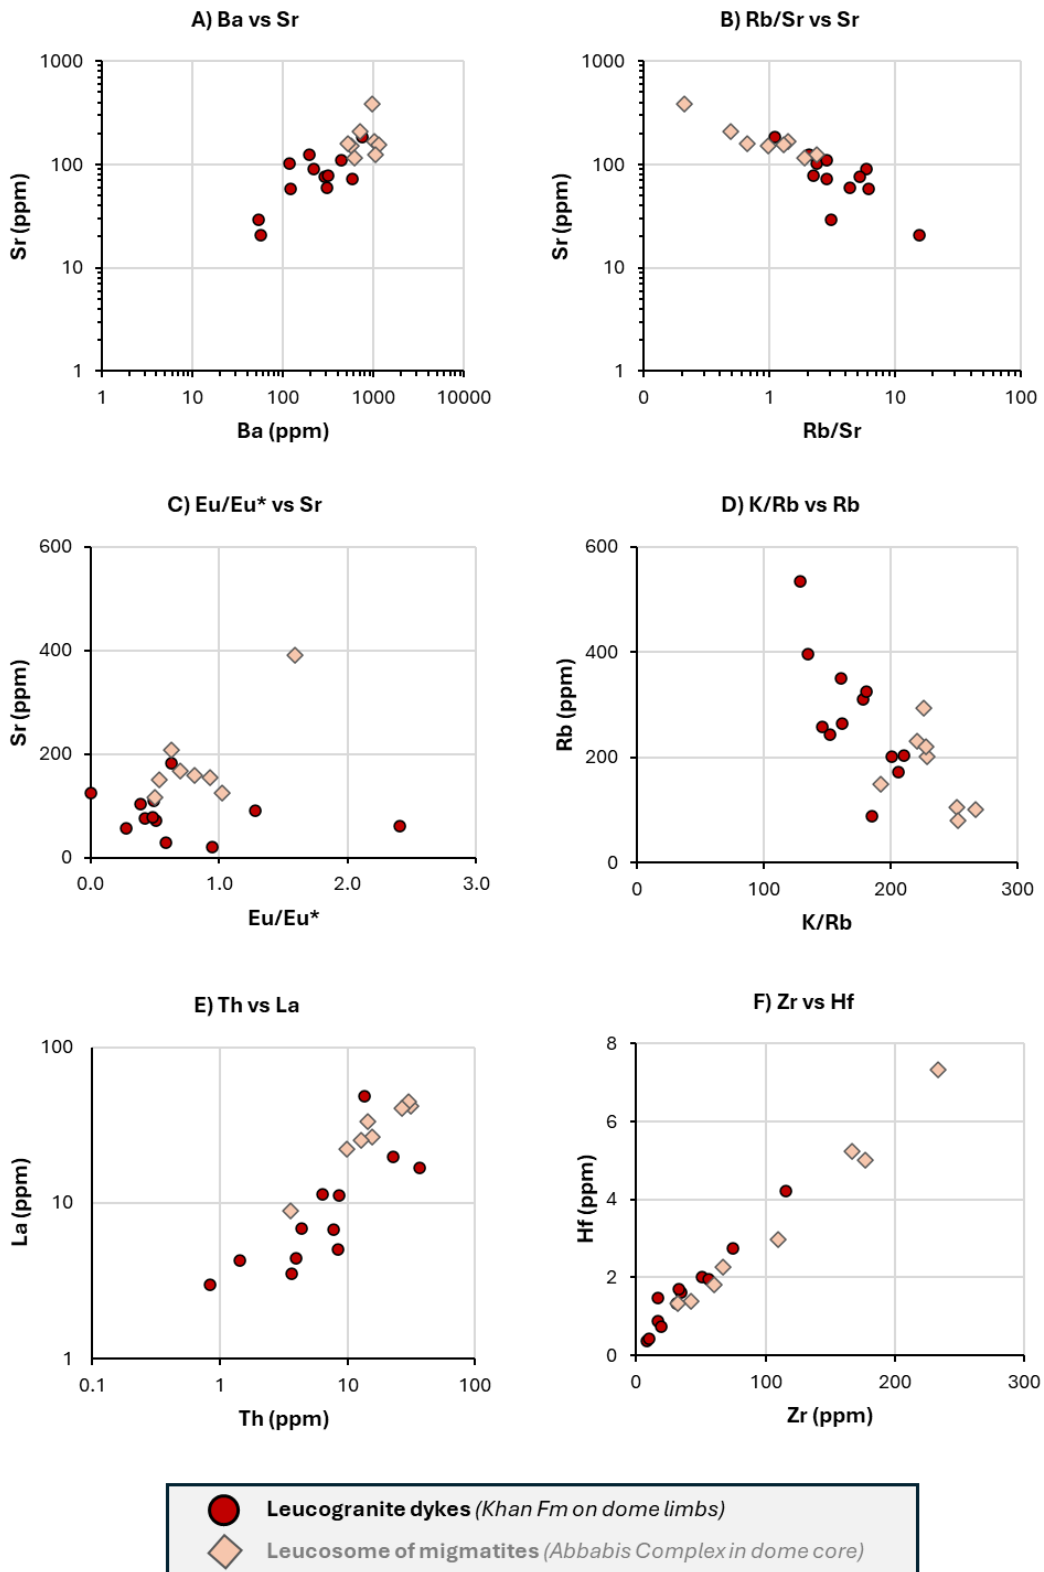 A) Ba vs Sr
1000
100
10
1
Sr (ppm)
1 10 100 1000 10000
Ba (ppm)
B) Rb/Sr vs Sr
1000
100
10
1
Sr (ppm)
0 1 10 100
Rb/Sr
C) Eu/Eu* vs Sr
600
400
200
0
Sr (ppm)
0.0 1.0 2.0 3.0
Eu/Eu*
D) K/Rb vs Rb
600
400
200
0
Rb (ppm)
0 100 200 300
K/Rb
E) Th vs La
100
10
1
La (ppm)
0.1 1 10 100
Th (ppm)
F) Zr vs Hf
8
6
4
2
0
Hf (ppm)
0 100 200 300
Zr (ppm)
Leucogranite dykes (Khan Fm on dome limbs)
Leucosome of migmatites (Abbabis Complex in dome core)